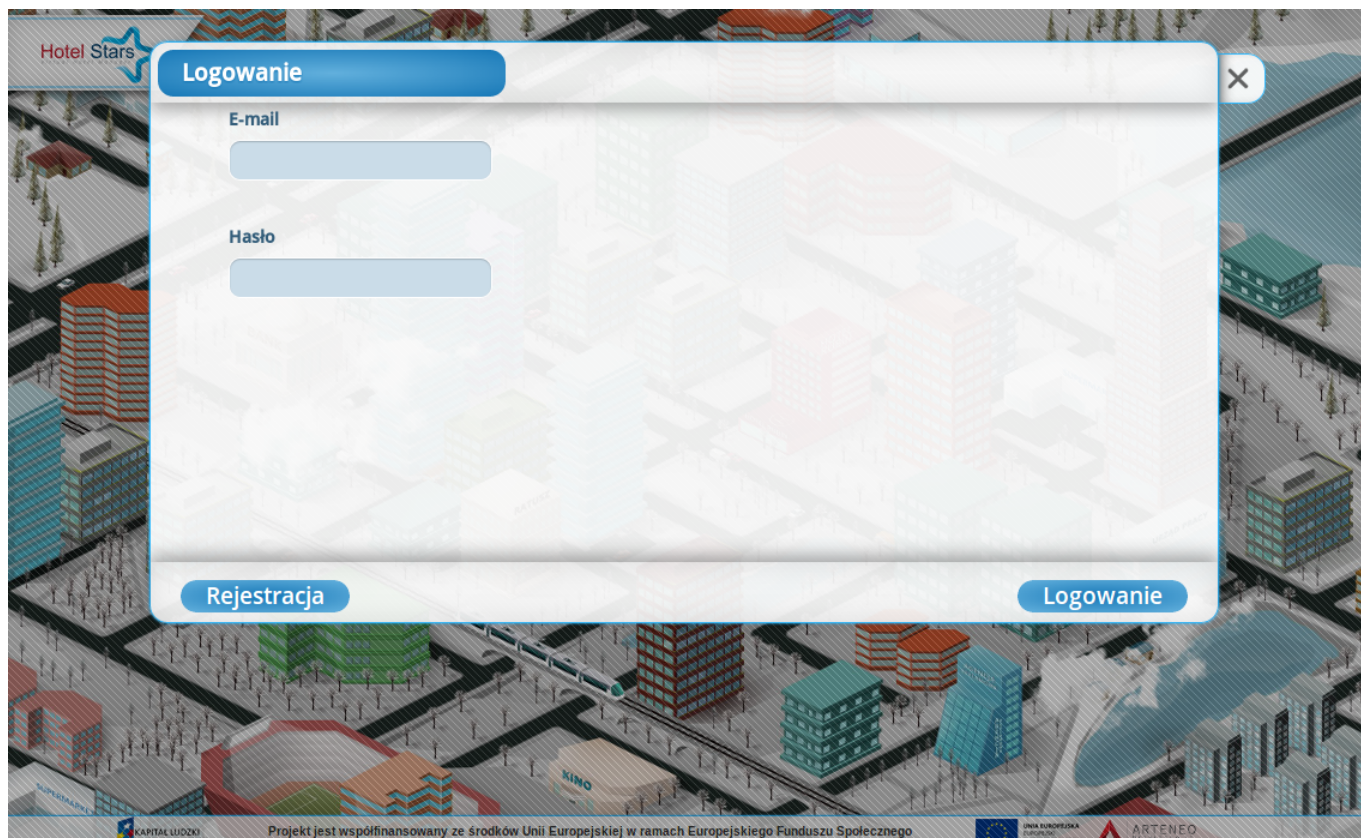 Hotel Stars
Logowanie
E-mail
Hasło
Rejestracja
Logowanie
KINO
SUPERMARKET
KAPITAŁ LUDZKI
Projekt jest współfinansowany ze środków Unii Europejskiej w ramach Europejskiego Funduszu Społecznego
UNIA EUROPEJSKA
ARTENEO